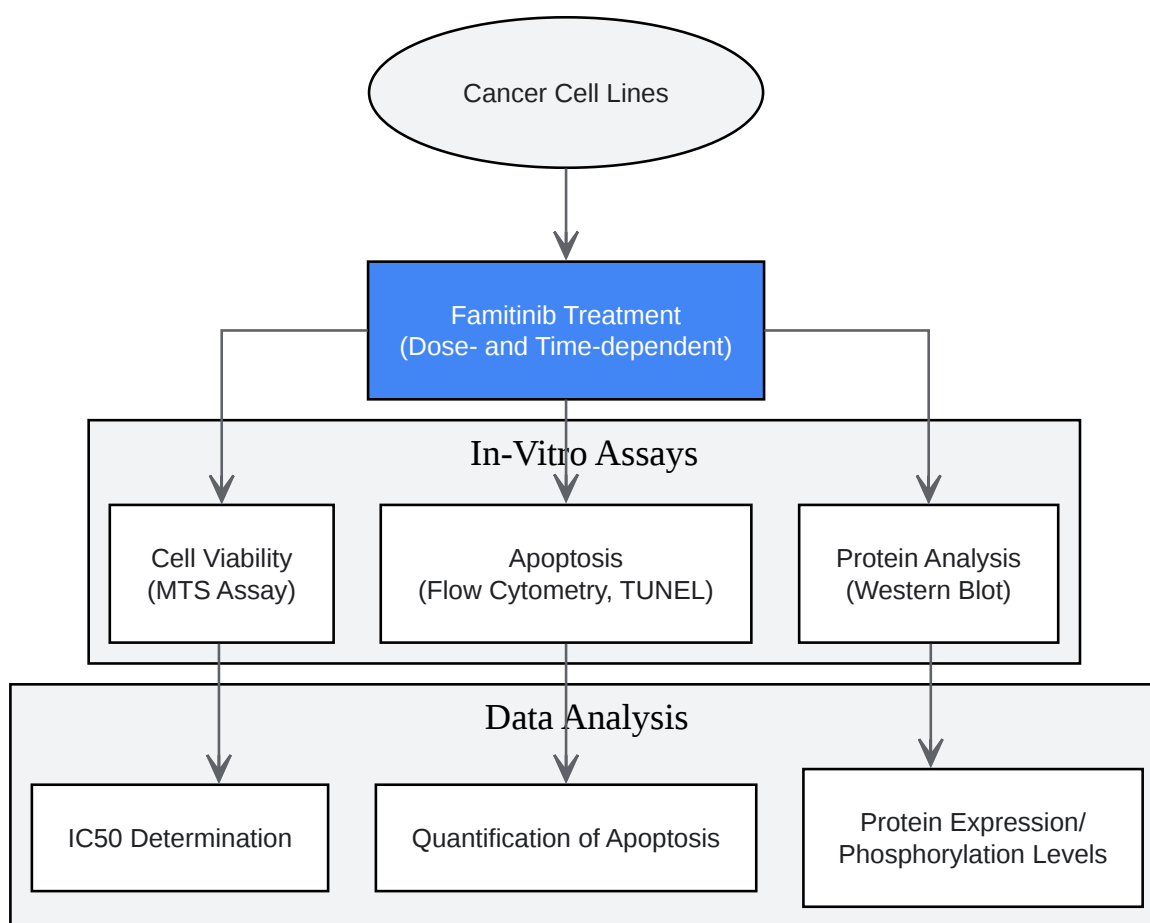 Cancer Cell Lines
Famitinib Treatment
(Dose- and Time-dependent)
In-Vitro Assays
Cell Viability
(MTS Assay)
Apoptosis
(Flow Cytometry, TUNEL)
Protein Analysis
(Western Blot)
Data Analysis
IC50 Determination
Quantification of Apoptosis
Protein Expression/
Phosphorylation Levels